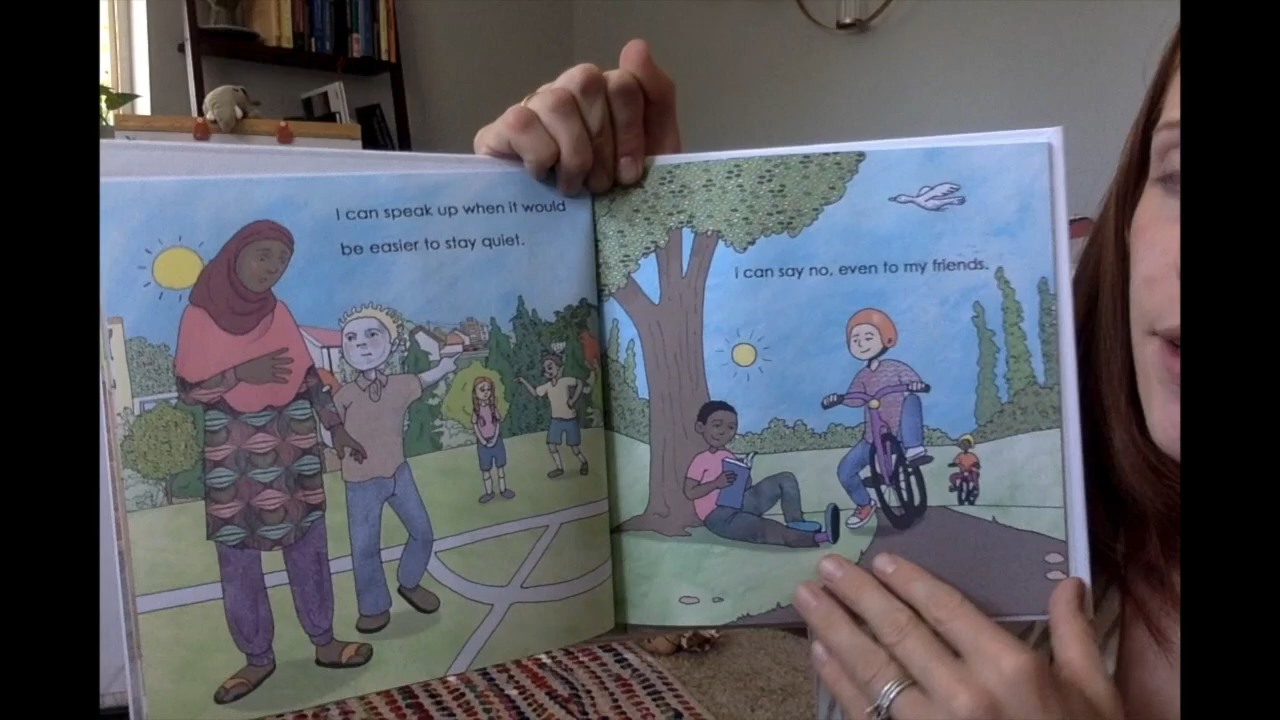 I can speak up when it would
be easier to stay quiet.
I can say no, even to my friends.